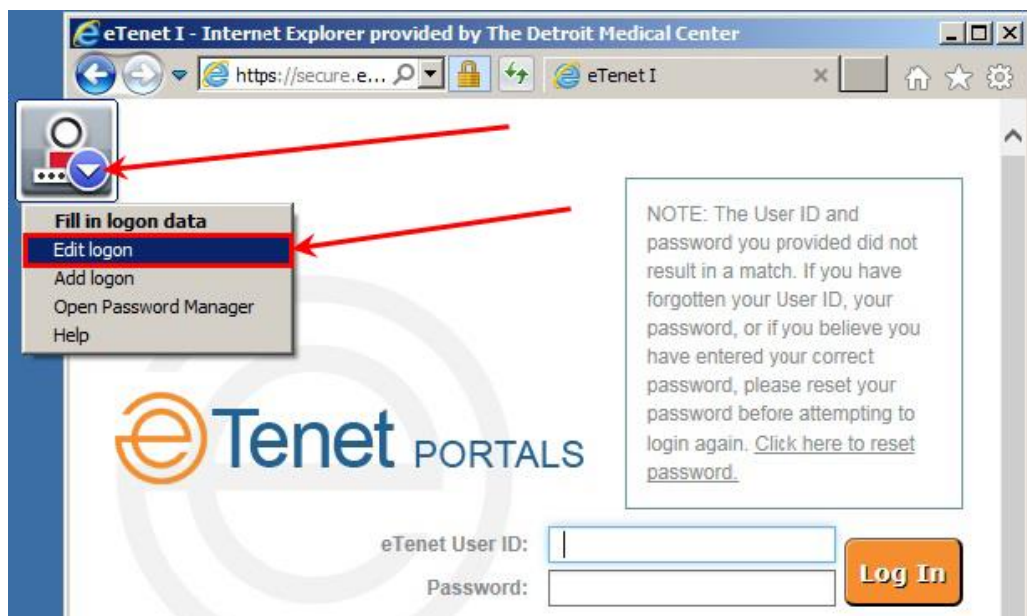 eTenet I - Internet Explorer provided by The Detroit Medical Center
https://secure.e...
eTenet I
Fill in logon data
Edit logon
Add logon
Open Password Manager
Help
NOTE: The User ID and
password you provided did not
result in a match. If you have
forgotten your User ID, your
password, or if you believe you
have entered your correct
password, please reset your
password before attempting to
login again. Click here to reset
password.
eTenet PORTALS
eTenet User ID:
Password:
Log In